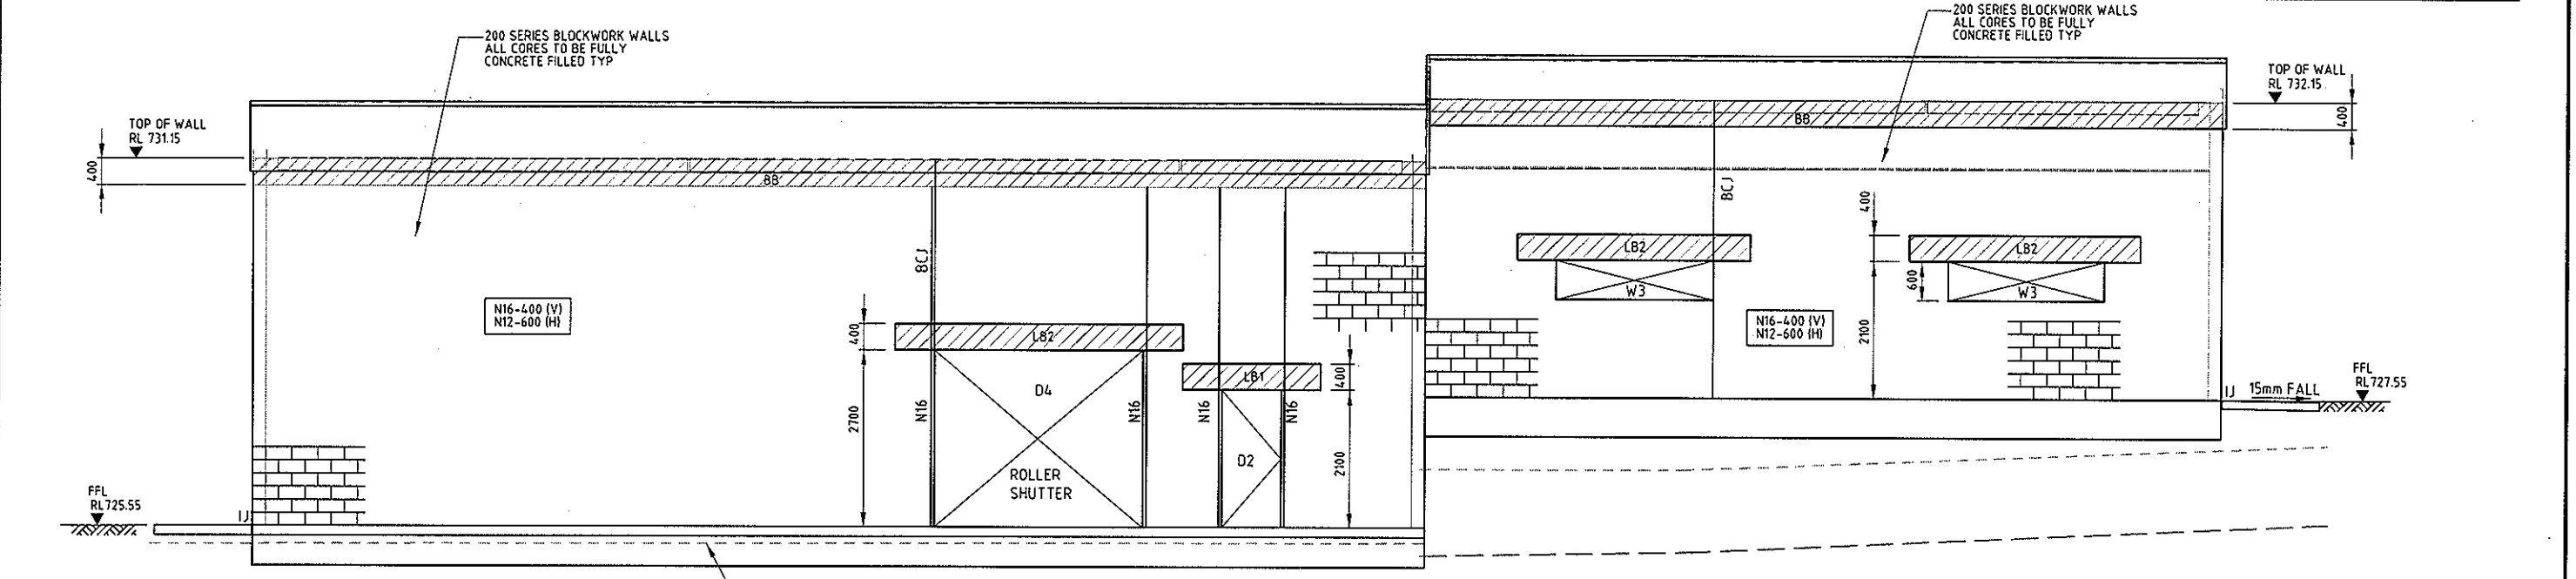 200 SERIES BLOCKWORK WALLS
ALL CORES TO BE FULLY
CONCRETE FILLED TYP
200 SERIES BLOCKWORK WALLS
ALL CORES TO BE FULLY
CONCRETE FILLED TYP
TOP OF WALL
RL 732.15
400
BB
TOP OF WALL
RL 731.15
400
BB
BCJ
400
LB2
LB2
600
W3
W3
BCJ
N16-400 (V)
N12-600 (H)
N16-400 (V)
N12-600 (H)
2100
400
LB2
LB1
400
FFL
RL727.55
IJ
15mm FALL
D4
2700
N16
N16
N16
N16
D2
2100
ROLLER
SHUTTER
FFL
RL725.55
IJ